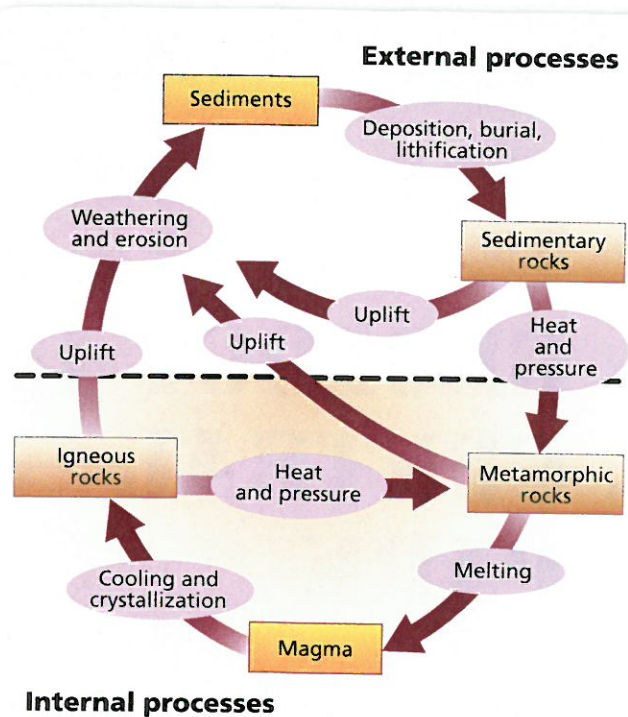 External processes
Sediments
Deposition, burial,
lithification
Weathering
and erosion
Sedimentary
rocks
Uplift
Uplift
Uplift
Heat
and
pressure
Igneous
rocks
Heat
and pressure
Metamorphic
rocks
Cooling and
crystallization
Melting
Magma
Internal processes